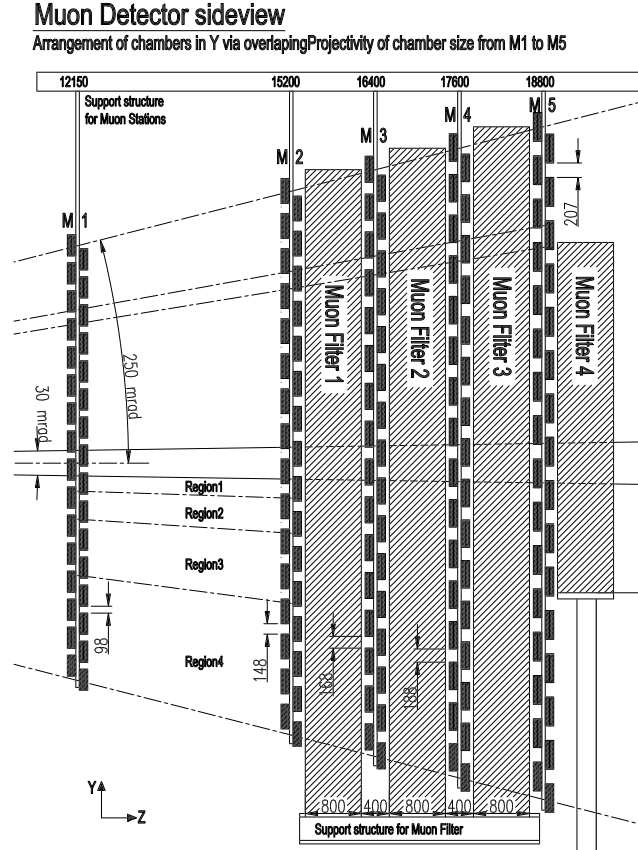 Muon Detector sideview
Arrangement of chambers in Y via overlapingProjectivity of chamber size from M1 to M5
12150 15200 16400 17600 18800
Support structure
for Muon Stations
M 5
M 4
M 3
M 2
M 1
207
Muon Filter 1
Muon Filter 2
Muon Fliter 3
Muon Filter 4
250 mrad
30 mrad
Region1
Region2
Region3
98
148
188
Region4
Y
Z
800 400 800 400 800
Support structure for Muon Filter